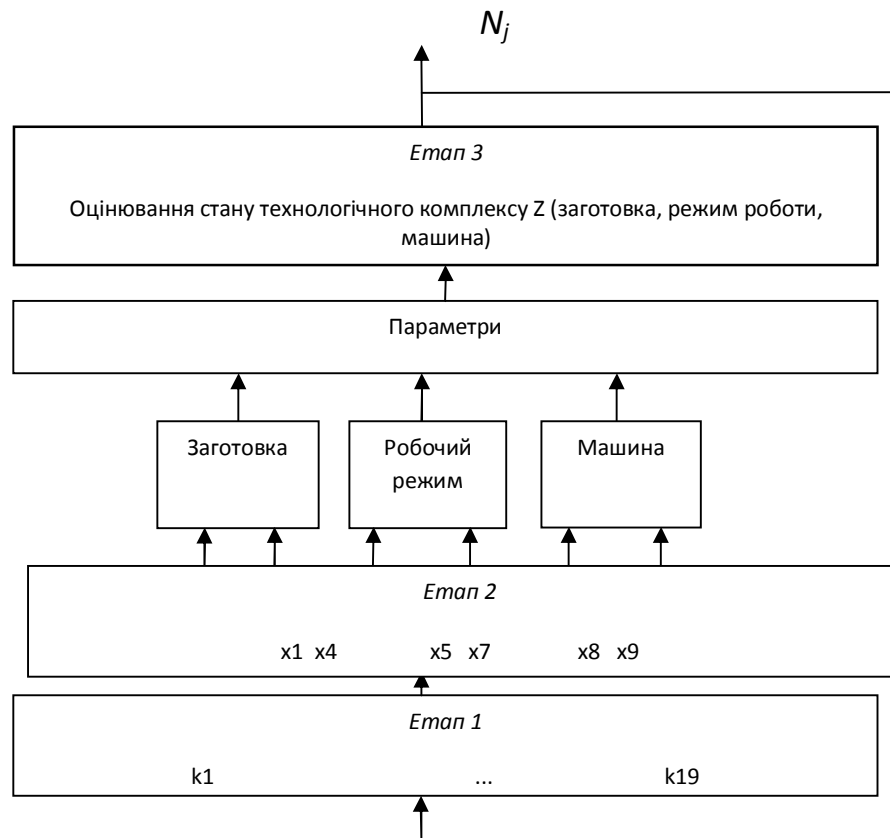 Nj
Етап 3
Оцінювання стану технологічного комплексу Z (заготовка, режим роботи,
машина)
Параметри
Заготовка
Робочий
режим
Машина
Етап 2
x1 x4 x5 x7 x8 x9
Етап 1
k1 ... k19